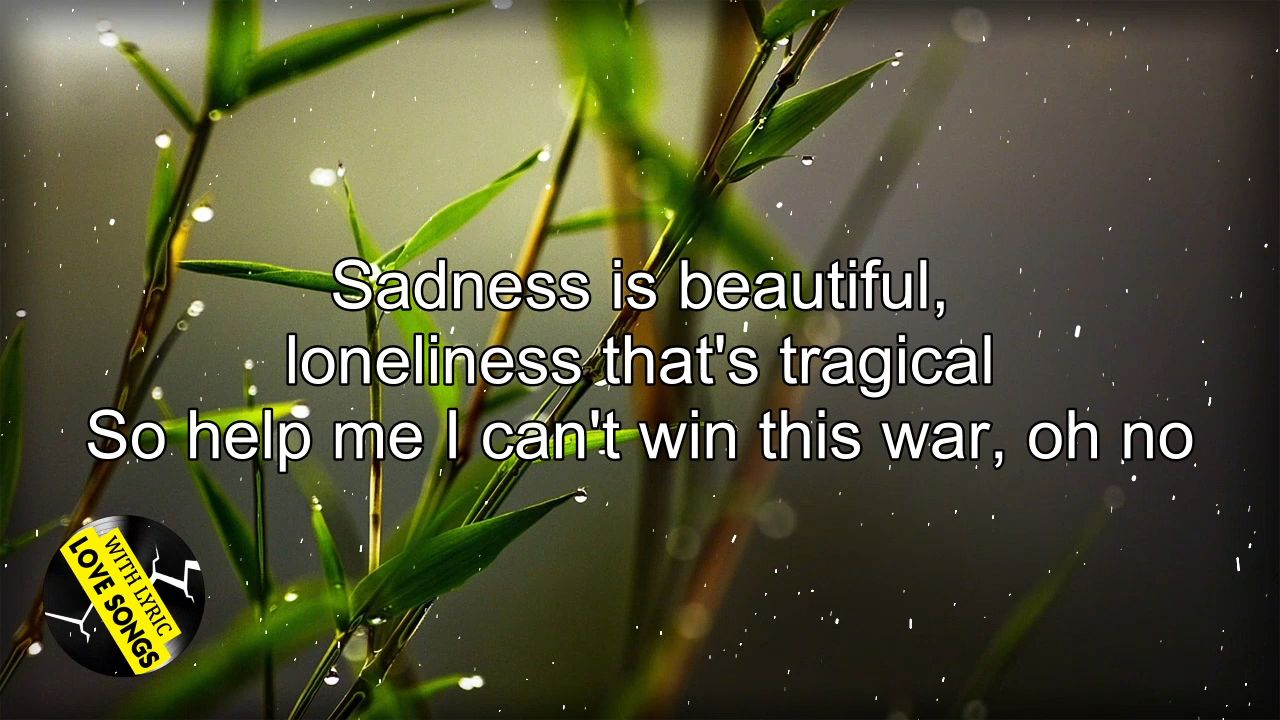 Sadness is beautiful,
loneliness that's tragical
So help me I can't win this war, oh no
WITH LYRIC
LOVE SONGS